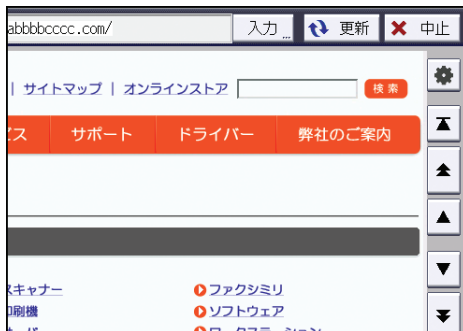 abbbbcccc.com/ 入力 更新 中止
| サイトマップ | オンラインストア 検索
ビス サポート ドライバー 弊社のご案内
スキャナー ファクシミリ
印刷機 ソフトウェア